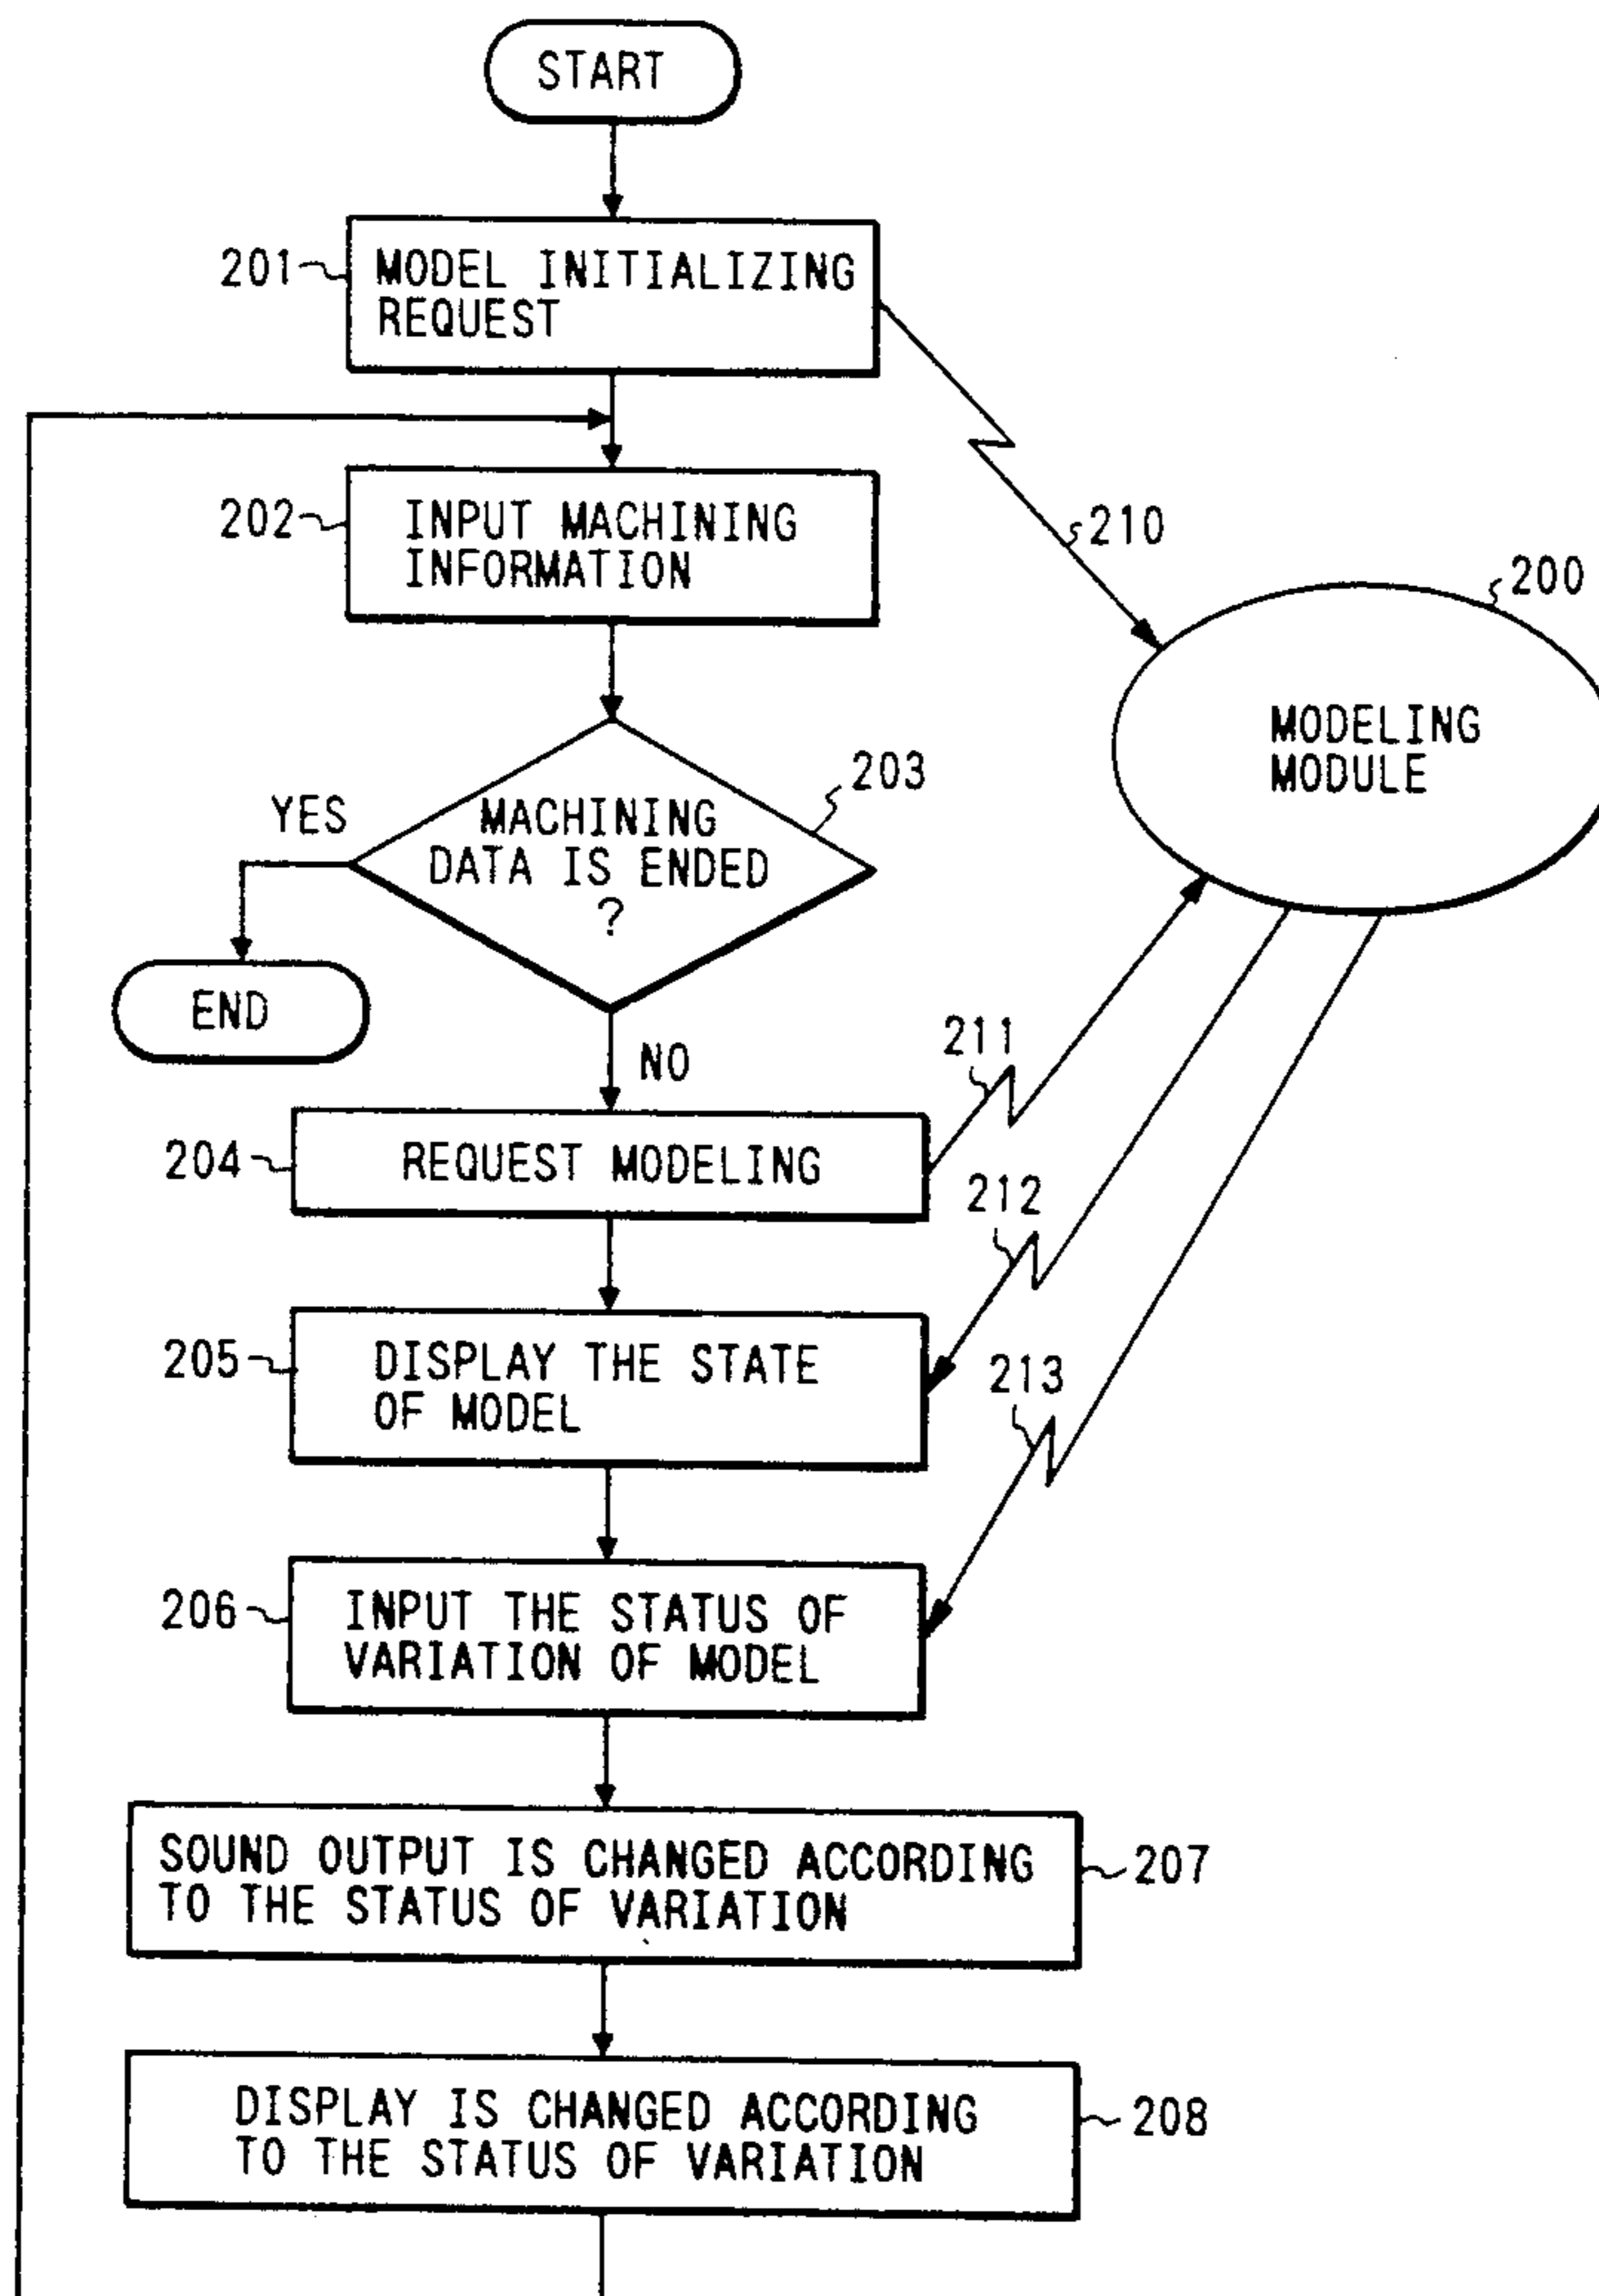 START
201
MODEL INITIALIZING
REQUEST
202
INPUT MACHINING
INFORMATION
210
200
MODELING
MODULE
203
YES
MACHINING
DATA IS ENDED
?
END
NO
211
204
REQUEST MODELING
212
205
DISPLAY THE STATE
OF MODEL
213
206
INPUT THE STATUS OF
VARIATION OF MODEL
SOUND OUTPUT IS CHANGED ACCORDING
TO THE STATUS OF VARIATION
207
DISPLAY IS CHANGED ACCORDING
TO THE STATUS OF VARIATION
208